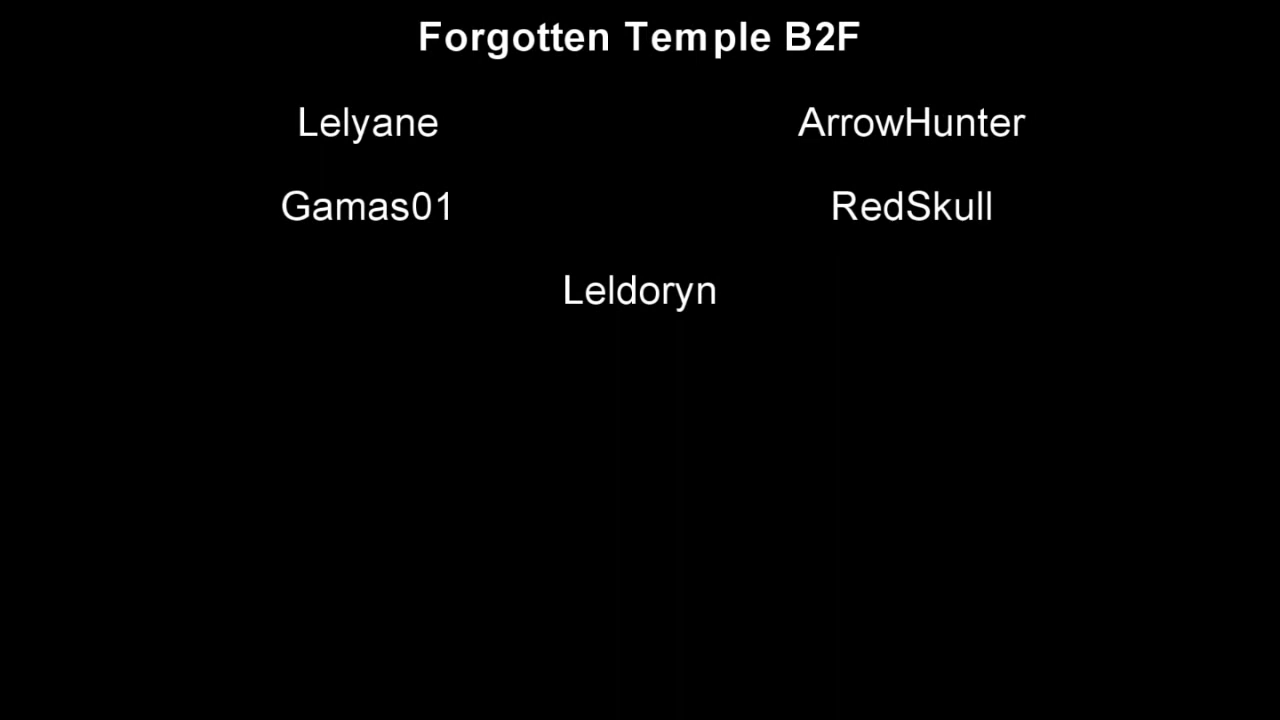 Forgotten Temple B2F
Lelyane ArrowHunter
Gamas01 RedSkull
Leldoryn